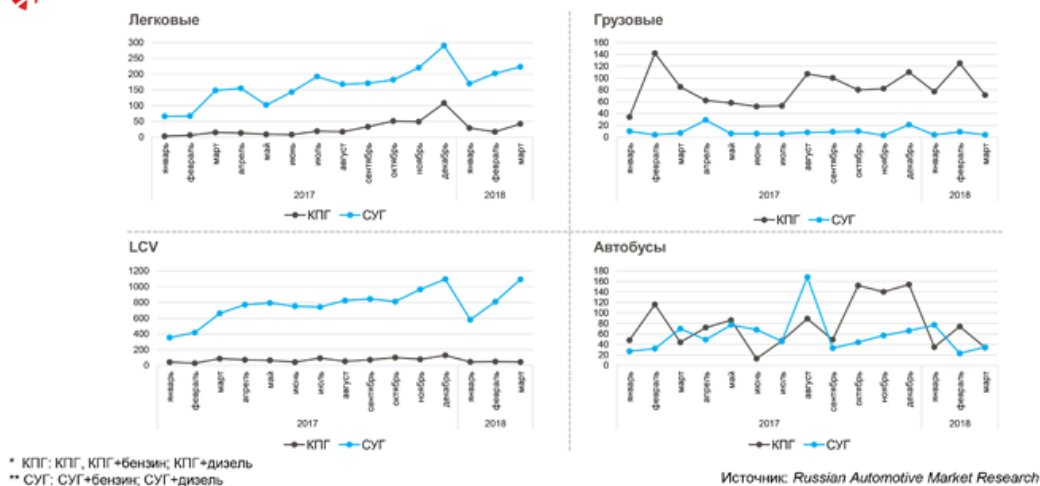 Легковые
300
250
200
150
100
50
0
январь
февраль
март
апрель
май
июнь
июль
август
сентябрь
октябрь
ноябрь
декабрь
январь
февраль
март
2017
2018
КПГ СУГ
Грузовые
160
140
120
100
80
60
40
20
0
январь
февраль
март
апрель
май
июнь
июль
август
сентябрь
октябрь
ноябрь
декабрь
январь
февраль
март
2017
2018
КПГ СУГ
LCV
1200
1000
800
600
400
200
0
январь
февраль
март
апрель
май
июнь
июль
август
сентябрь
октябрь
ноябрь
декабрь
январь
февраль
март
2017
2018
КПГ СУГ
Автобусы
180
160
140
120
100
80
60
40
20
0
январь
февраль
март
апрель
май
июнь
июль
август
сентябрь
октябрь
ноябрь
декабрь
январь
февраль
март
2017
2018
КПГ СУГ
* КПГ: КПГ, КПГ+бензин; КПГ+дизель
** СУГ: СУГ+бензин; СУГ+дизель
Источник: Russian Automotive Market Research